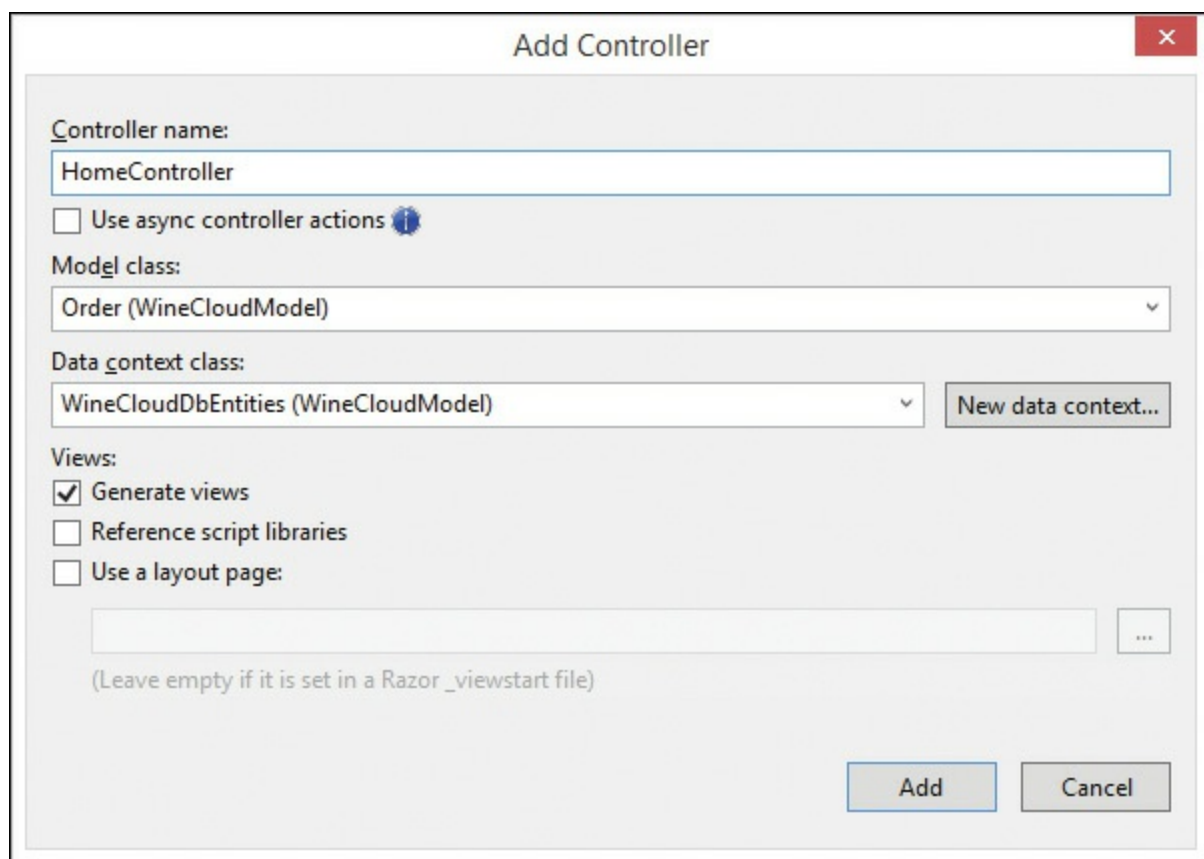 Add Controller
Controller name:
HomeController
Use async controller actions
Model class:
Order (WineCloudModel)
Data context class:
WineCloudDbEntities (WineCloudModel)
New data context...
Views:
Generate views
Reference script libraries
Use a layout page:
...
(Leave empty if it is set in a Razor _viewstart file)
Add
Cancel